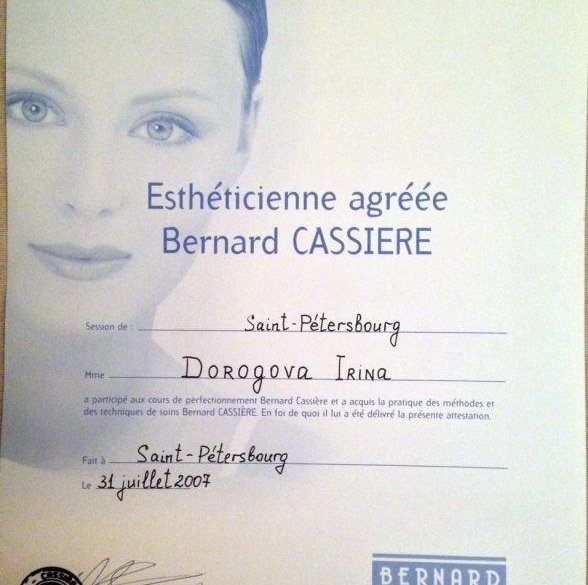 Esthéticienne agréée
Bernard CASSIERE
Session de : Saint-Pétersbourg
Mme Dorogova Irina
a participé aux cours de perfectionnement Bernard Cassière et a acquis la pratique des méthodes et
des techniques de soins Bernard CASSIÈRE. En foi de quoi il lui a été délivré la présente attestation.
Fait à Saint-Pétersbourg
Le 31 juillet 2007
BERNARD